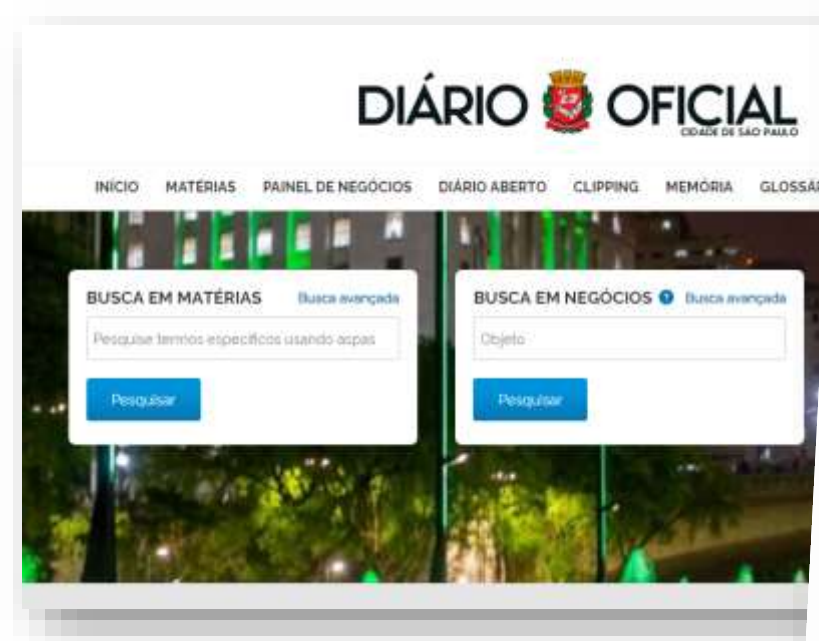 DIÁRIO OFICIAL
CIDADE DE SÃO PAULO
INÍCIO MATÉRIAS PAINEL DE NEGÓCIOS DIÁRIO ABERTO CLIPPING MEMÓRIA GLOSSÁR
BUSCA EM MATÉRIAS Busca avançada
Pesquise termos específicos usando aspas
Pesquisar
BUSCA EM NEGÓCIOS ? Busca avançada
Objeto
Pesquisar